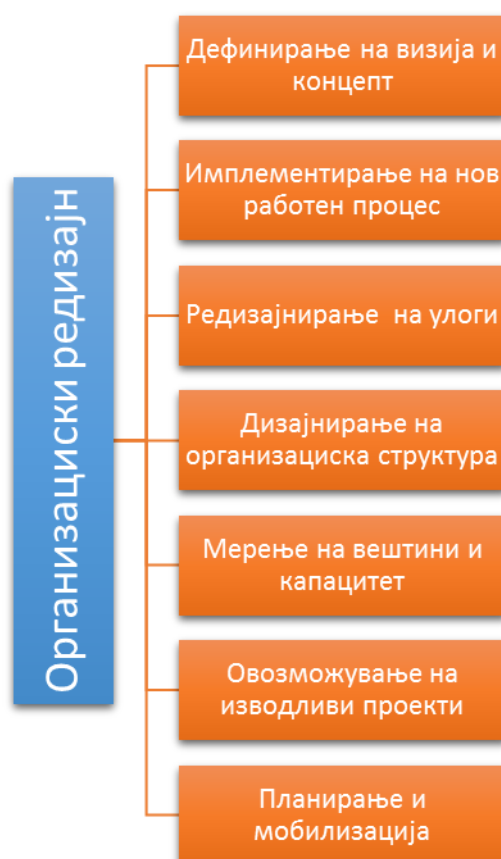 Организациски редизајн
Дефинирање на визија и
концепт
Имплементирање на нов
работен процес
Редизајнирање на улоги
Дизајнирање на
организациска структура
Мерење на вештини и
капацитет
Овозможување на
изводливи проекти
Планирање и
мобилизација